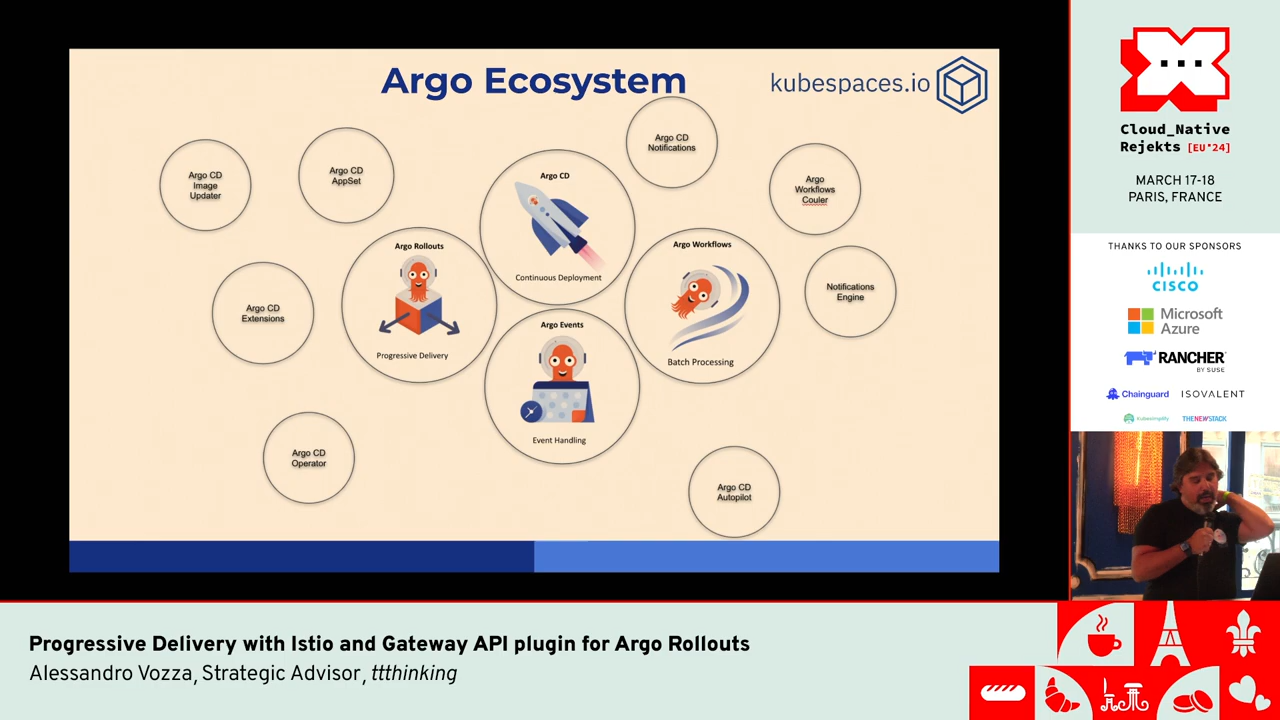 Argo Ecosystem
kubespaces.io
Argo CD
Image
Updater
Argo CD
AppSet
Argo CD
Continuous Deployment
Argo CD
Notifications
Argo
Workflows
Couler
Argo Rollouts
Progressive Delivery
Argo Workflows
Batch Processing
Argo CD
Extensions
Notifications
Engine
Argo Events
Event Handling
Argo CD
Operator
Argo CD
Autopilot
Cloud_Native
Rejekts [EU'24]
MARCH 17-18
PARIS, FRANCE
THANKS TO OUR SPONSORS
CISCO
Microsoft
Azure
RANCHER
BY SUSE
Chainguard
ISOVALENT
Kubesimplify
THENEWSTACK
Progressive Delivery with Istio and Gateway API plugin for Argo Rollouts
Alessandro Vozza, Strategic Advisor, ttthinking